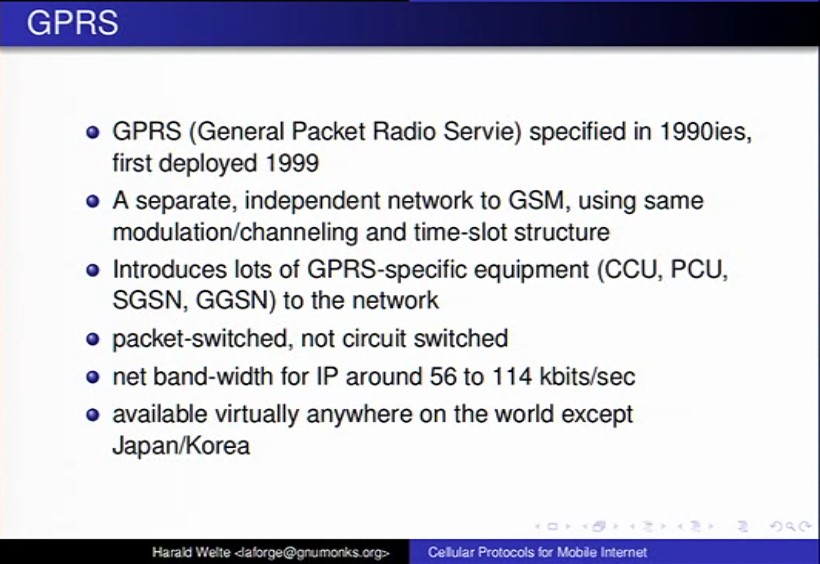 GPRS
GPRS (General Packet Radio Servie) specified in 1990ies,
first deployed 1999
A separate, independent network to GSM, using same
modulation/channeling and time-slot structure
Introduces lots of GPRS-specific equipment (CCU, PCU,
SGSN, GGSN) to the network
packet-switched, not circuit switched
net band-width for IP around 56 to 114 kbits/sec
available virtually anywhere on the world except
Japan/Korea
Harald Welte <laforge@gnumonks.org>
Cellular Protocols for Mobile Internet